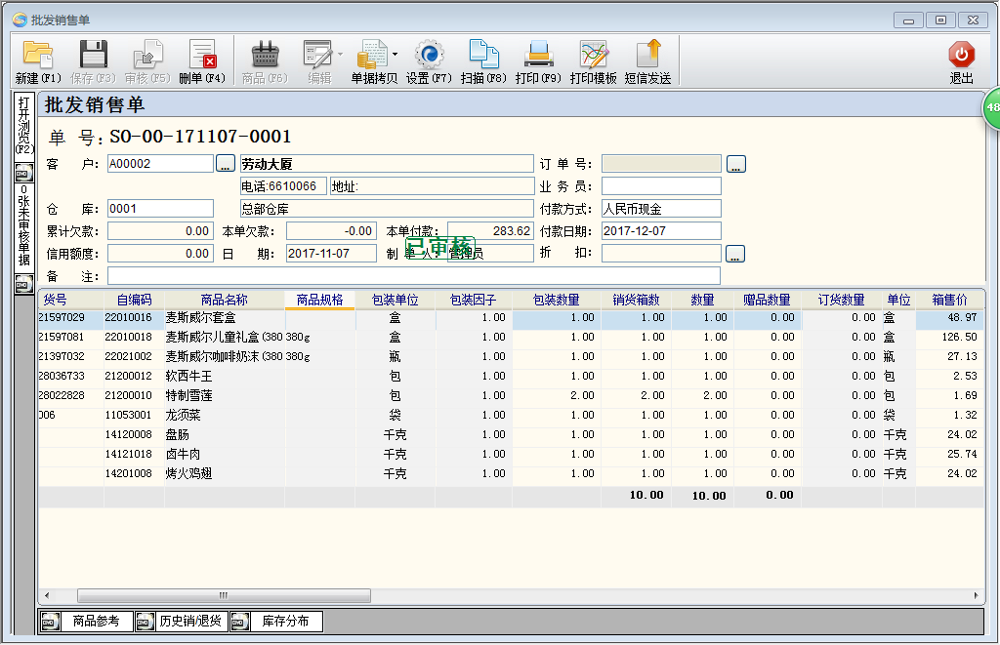 批发销售单
新建(F1) 保存(F3) 审核(F5) 删单(F4) 商品(F6) 编辑 单据拷贝 设置(F7) 扫描(F8) 打印(F9) 打印模板 短信发送 退出
48
打开浏览(F2)
0张未审核单据
批发销售单
单 号: SO-00-171107-0001
客 户: A00002 ... 劳动大厦 订 单 号: ...
电话:6610066 地址: 业 务 员:
仓 库: 0001 总部仓库 付款方式: 人民币现金
累计欠款: 0.00 本单欠款: -0.00 本单付款: 283.62 付款日期: 2017-12-07
信用额度: 0.00 日 期: 2017-11-07 制 单 人: 管理员 折 扣: ...
已审核
备 注:
货号 自编码 商品名称 商品规格 包装单位 包装因子 包装数量 销货箱数 数量 赠品数量 订货数量 单位 箱售价
21597029 22010016 麦斯威尔套盒 盒 1.00 1.00 1.00 1.00 0.00 0.00 盒 48.97
21597081 22010018 麦斯威尔儿童礼盒(380 380g 盒 1.00 1.00 1.00 1.00 0.00 0.00 盒 126.50
21397032 22021002 麦斯威尔咖啡奶沫(380 380g 瓶 1.00 1.00 1.00 1.00 0.00 0.00 瓶 27.13
28036733 21200012 软西牛王 包 1.00 1.00 1.00 1.00 0.00 0.00 包 2.53
28022828 21200010 特制雪莲 包 1.00 2.00 2.00 2.00 0.00 0.00 包 1.69
006 11053001 龙须菜 袋 1.00 1.00 1.00 1.00 0.00 0.00 袋 1.32
14120008 盘肠 千克 1.00 1.00 1.00 1.00 0.00 0.00 千克 24.02
14121018 卤牛肉 千克 1.00 1.00 1.00 1.00 0.00 0.00 千克 25.74
14201008 烤火鸡翅 千克 1.00 1.00 1.00 1.00 0.00 0.00 千克 24.02
10.00 10.00 0.00
商品参考 历史销/退货 库存分布